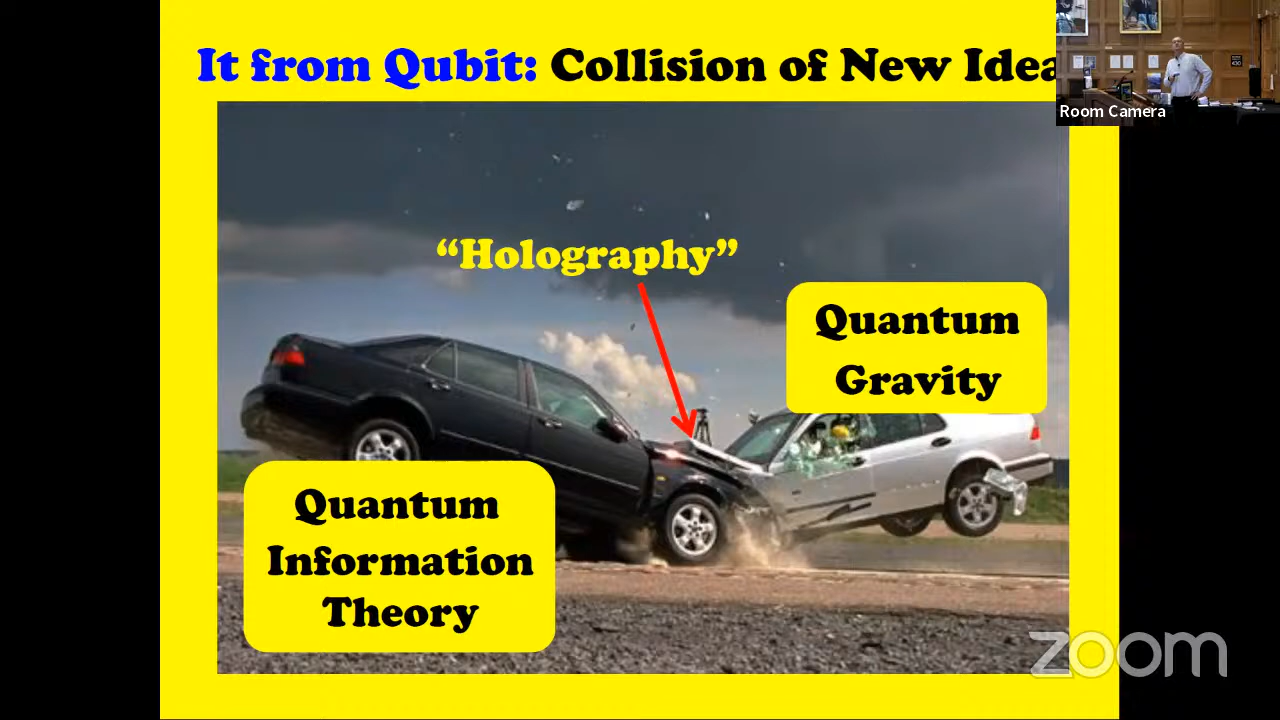 It from Qubit: Collision of New Idea
Room Camera
“Holography”
Quantum
Gravity
Quantum
Information
Theory
zoom